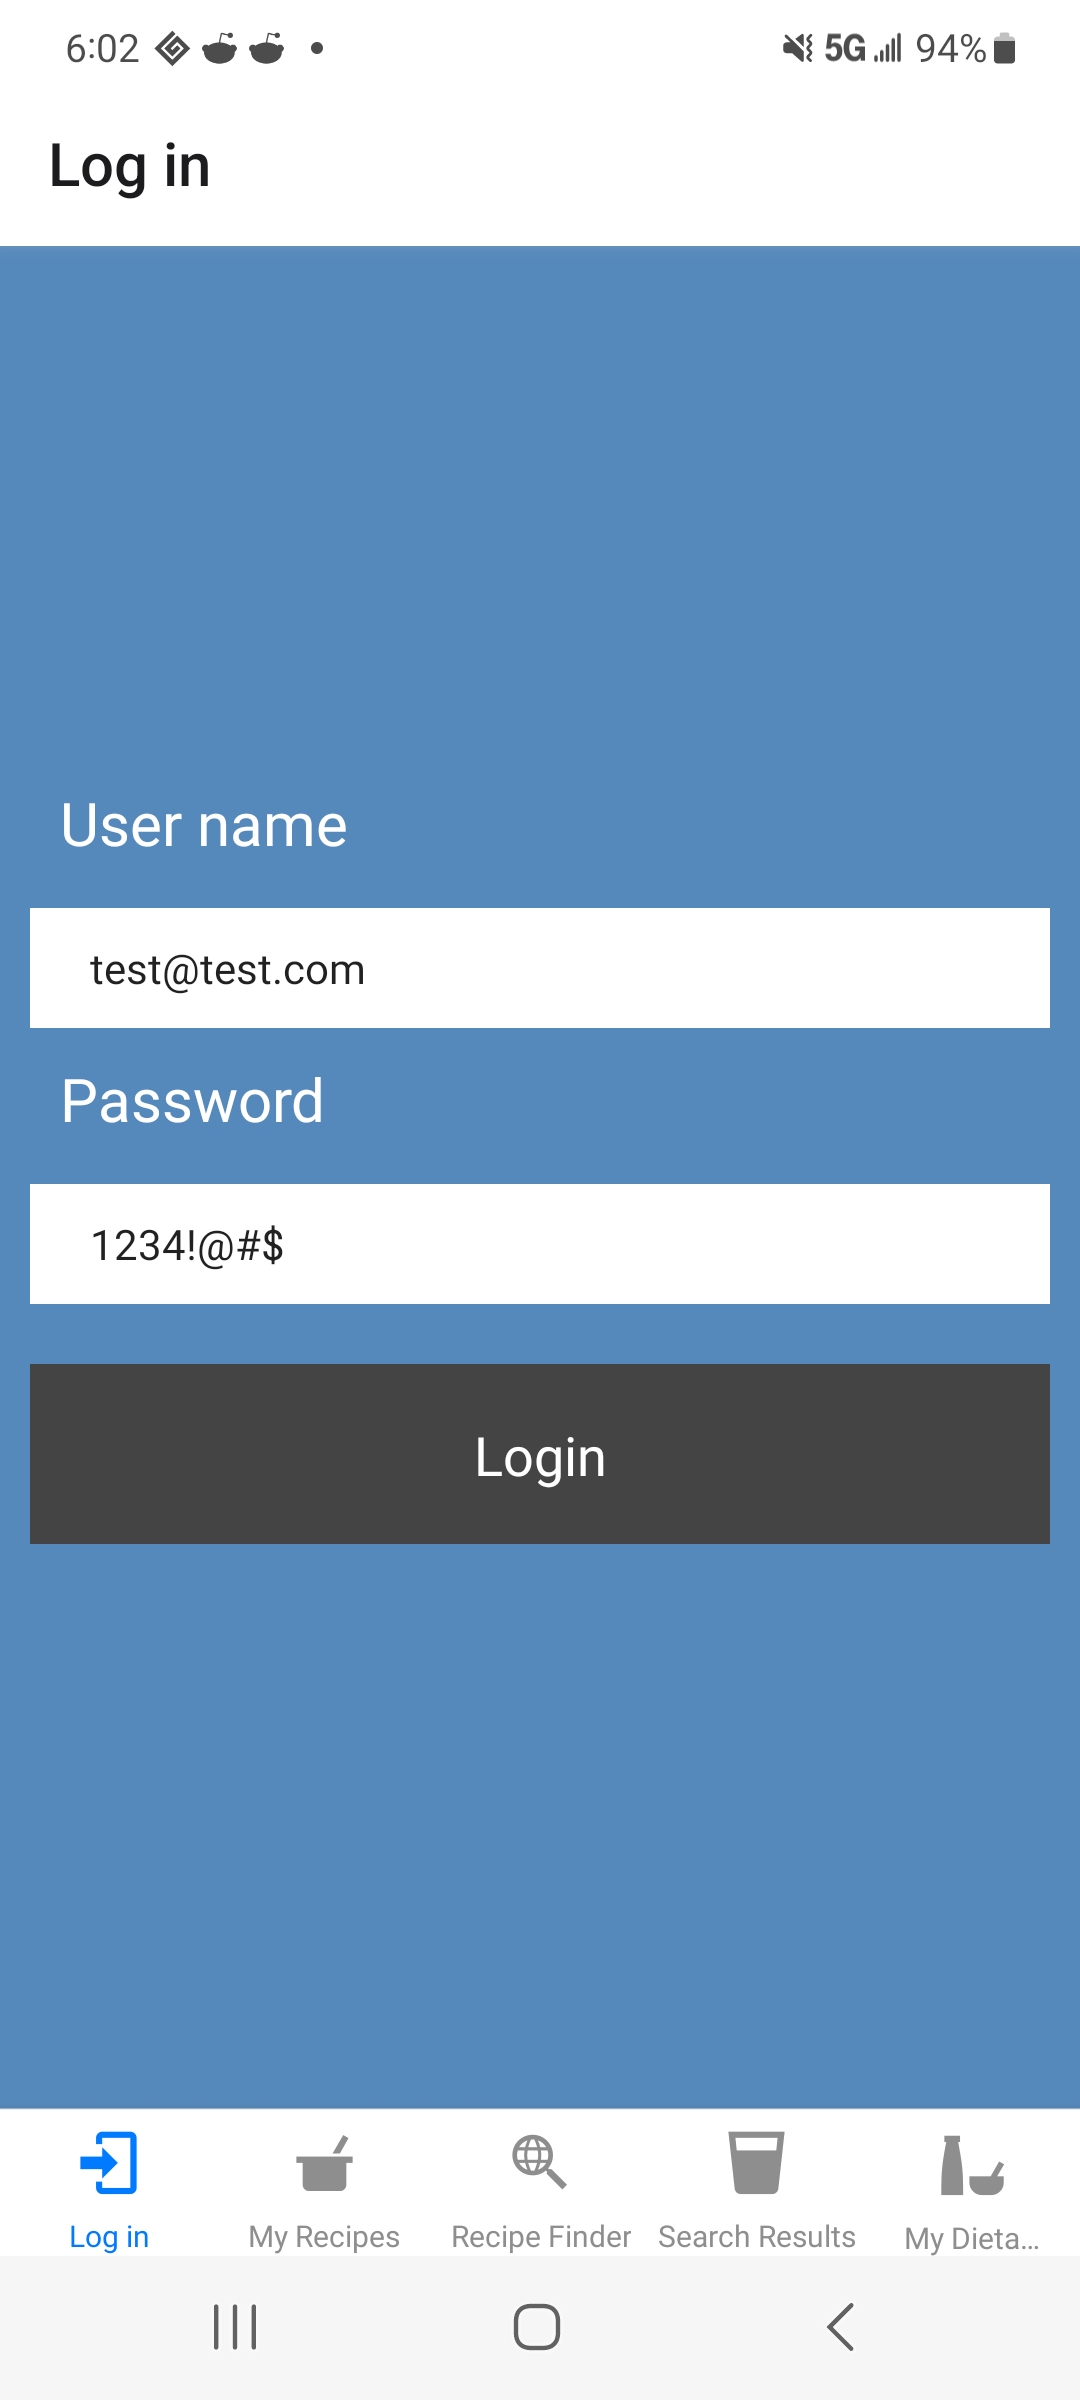 6:02 5G 94%
Log in
User name
test@test.com
Password
1234!@#$
Login
Log in My Recipes Recipe Finder Search Results My Dieta...